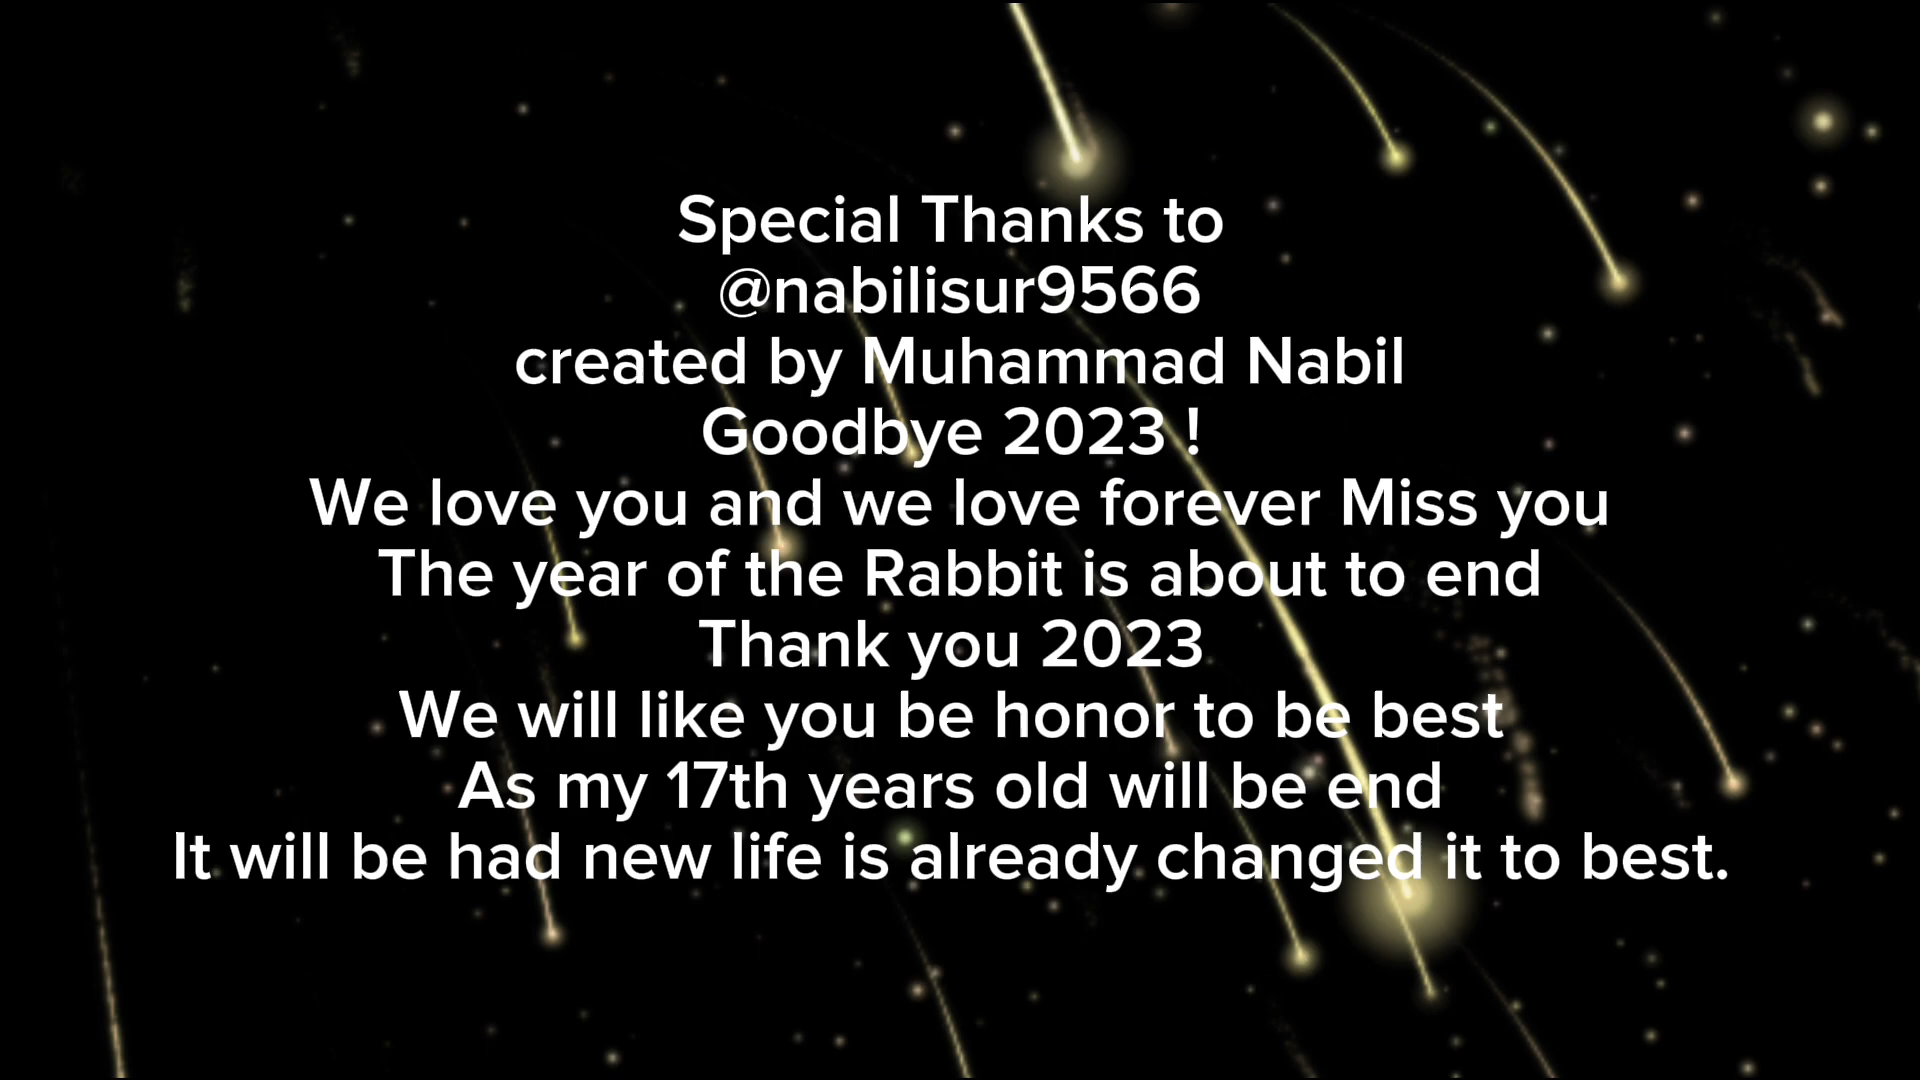 Special Thanks to
@nabilisur9566
created by Muhammad Nabil
Goodbye 2023 !
We love you and we love forever Miss you
The year of the Rabbit is about to end
Thank you 2023
We will like you be honor to be best
As my 17th years old will be end
It will be had new life is already changed it to best.